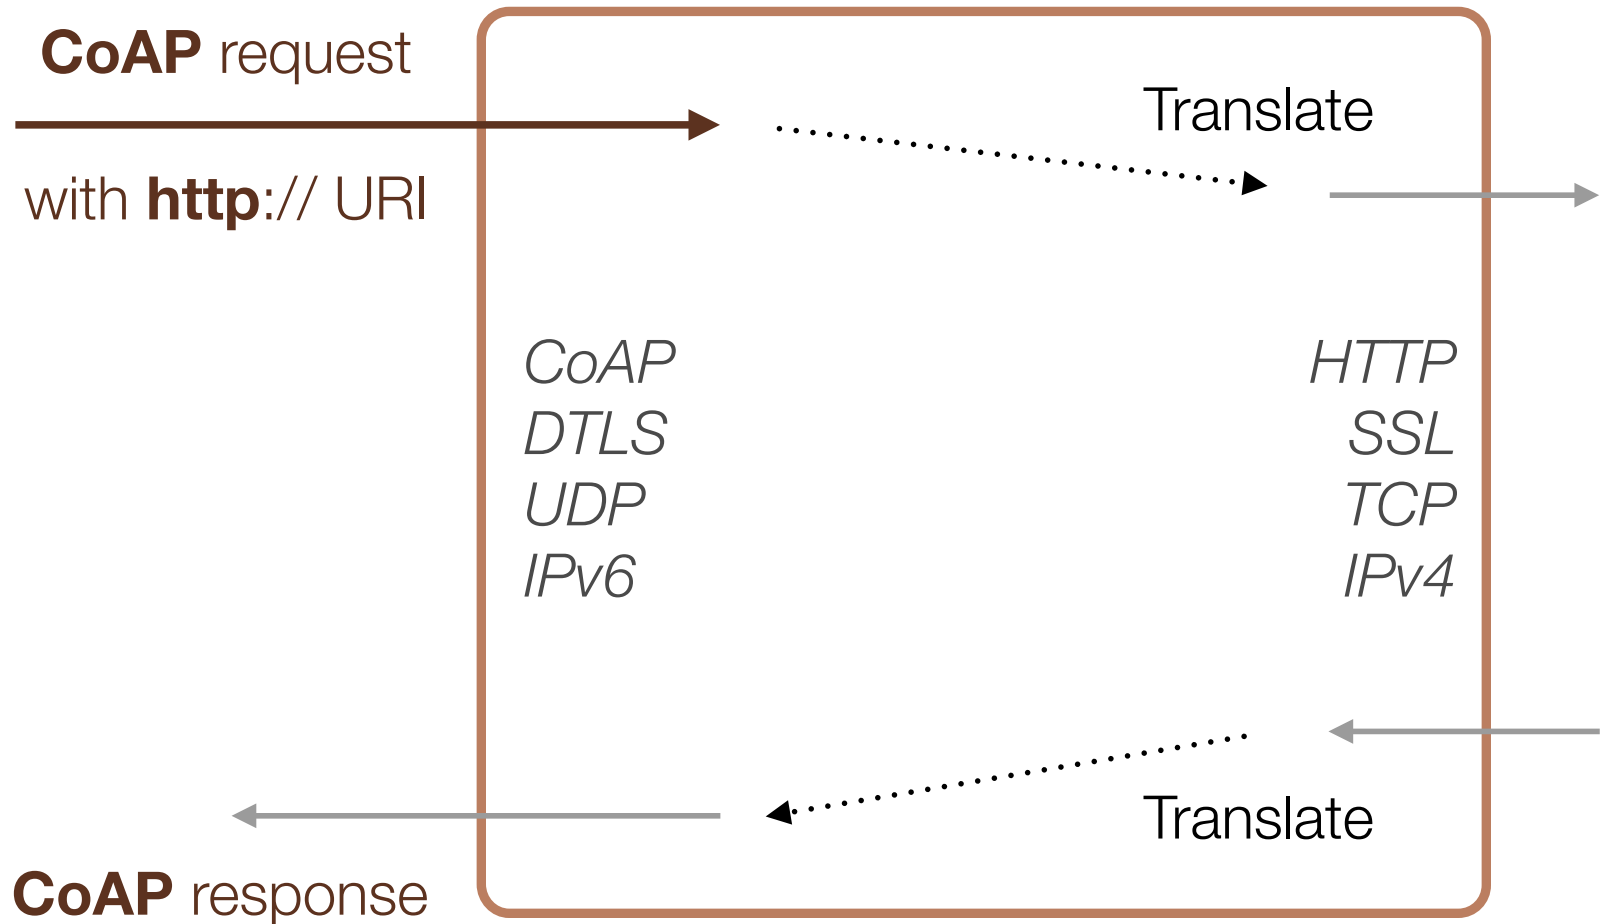 CoAP request
with http:// URI
Translate
CoAP
DTLS
UDP
IPv6
HTTP
SSL
TCP
IPv4
Translate
CoAP response